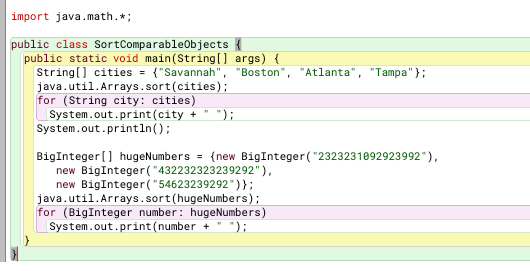 import java.math.*;
public class SortComparableObjects {
public static void main(String[] args) {
String[] cities = {"Savannah", "Boston", "Atlanta", "Tampa"};
java.util.Arrays.sort(cities);
for (String city: cities)
System.out.print(city + " ");
System.out.println();
BigInteger[] hugeNumbers = {new BigInteger("2323231092923992"),
new BigInteger("432232323239292"),
new BigInteger("54623239292")};
java.util.Arrays.sort(hugeNumbers);
for (BigInteger number: hugeNumbers)
System.out.print(number + " ");
}
}